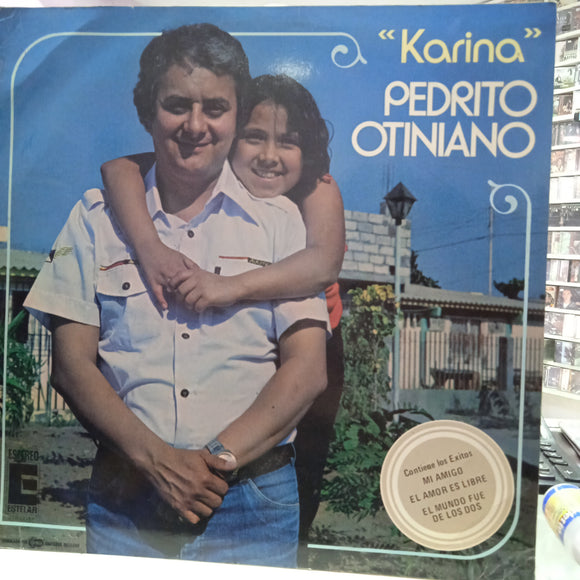 "Karina"
PEDRITO
OTINIANO
Contiene los Exitos
MI AMIGO
EL AMOR ES LIBRE
EL MUNDO FUE
DE LOS DOS
ESTEREO
E
ESTELAR